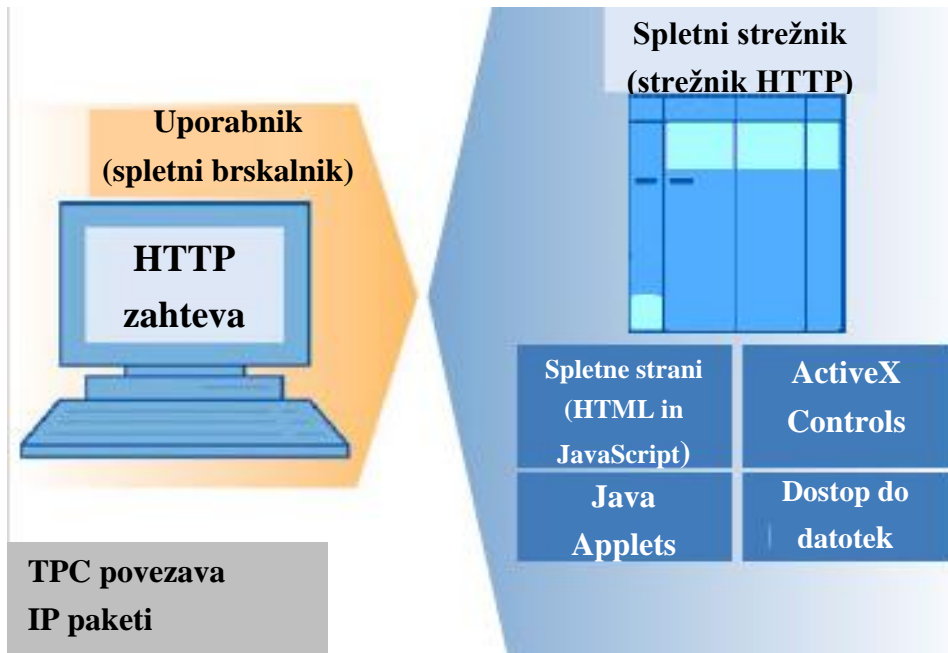 Uporabnik
(spletni brskalnik)
HTTP
zahteva
TPC povezava
IP paketi
Spletni strežnik
(strežnik HTTP)
Spletne strani
(HTML in
JavaScript)
ActiveX
Controls
Java
Applets
Dostop do
datotek